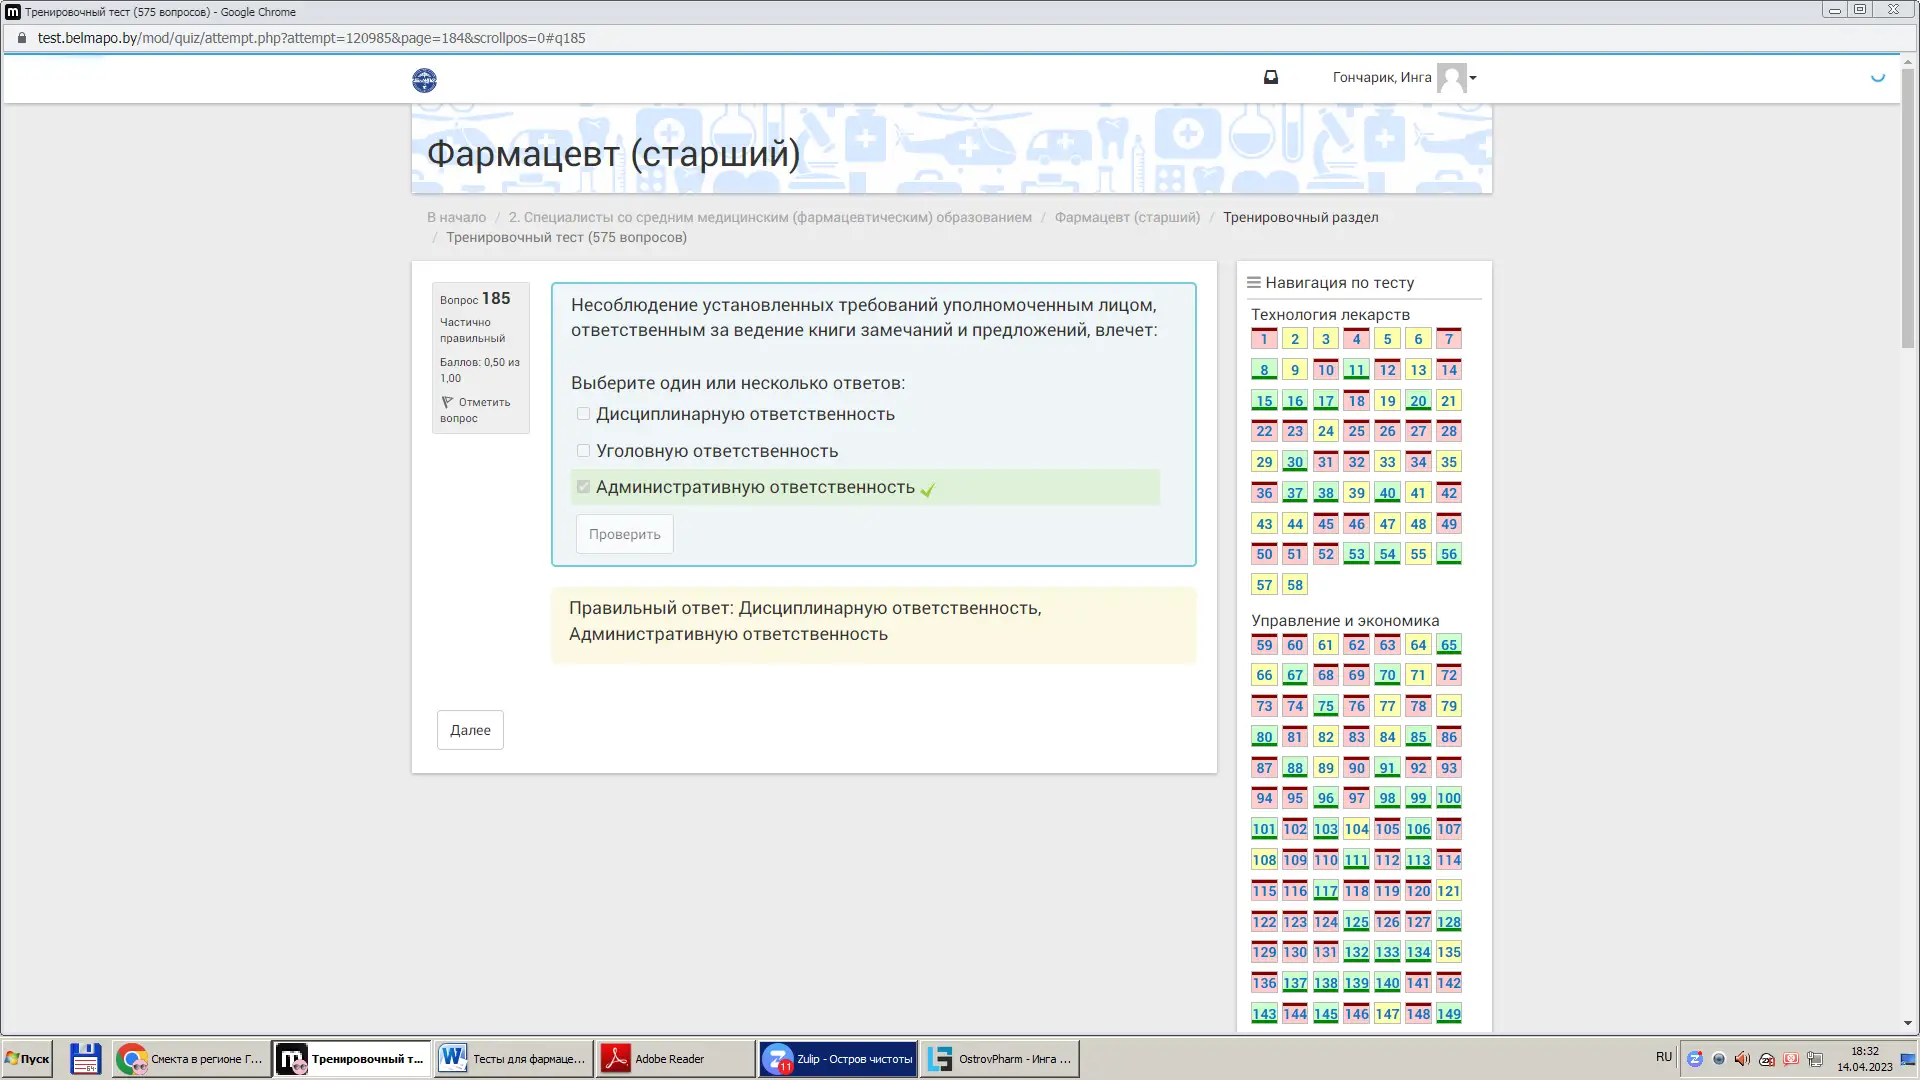 Тренировочный тест (575 вопросов) - Google Chrome
test.belmapo.by/mod/quiz/attempt.php?attempt=120985&page=184&scrollpos=0#q185
Гончарик, Инга
Фармацевт (старший)
В начало / 2. Специалисты со средним медицинским (фармацевтическим) образованием / Фармацевт (старший) / Тренировочный раздел
/ Тренировочный тест (575 вопросов)
Вопрос 185
Частично
правильный
Баллов: 0,50 из
1,00
Отметить
вопрос
Несоблюдение установленных требований уполномоченным лицом,
ответственным за ведение книги замечаний и предложений, влечет:
Выберите один или несколько ответов:
Дисциплинарную ответственность
Уголовную ответственность
Административную ответственность
Проверить
Правильный ответ: Дисциплинарную ответственность,
Административную ответственность
Далее
Навигация по тесту
Технология лекарств
1 2 3 4 5 6 7
8 9 10 11 12 13 14
15 16 17 18 19 20 21
22 23 24 25 26 27 28
29 30 31 32 33 34 35
36 37 38 39 40 41 42
43 44 45 46 47 48 49
50 51 52 53 54 55 56
57 58
Управление и экономика
59 60 61 62 63 64 65
66 67 68 69 70 71 72
73 74 75 76 77 78 79
80 81 82 83 84 85 86
87 88 89 90 91 92 93
94 95 96 97 98 99 100
101 102 103 104 105 106 107
108 109 110 111 112 113 114
115 116 117 118 119 120 121
122 123 124 125 126 127 128
129 130 131 132 133 134 135
136 137 138 139 140 141 142
143 144 145 146 147 148 149
Пуск
Смекта в регионе Г...
Тренировочный т...
Тесты для фармаце...
Adobe Reader
11
Zulip - Остров чистоты
OstrovPharm - Инга ...
RU
18:32
14.04.2023